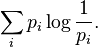 ∑_i p_i log 1/p_i.